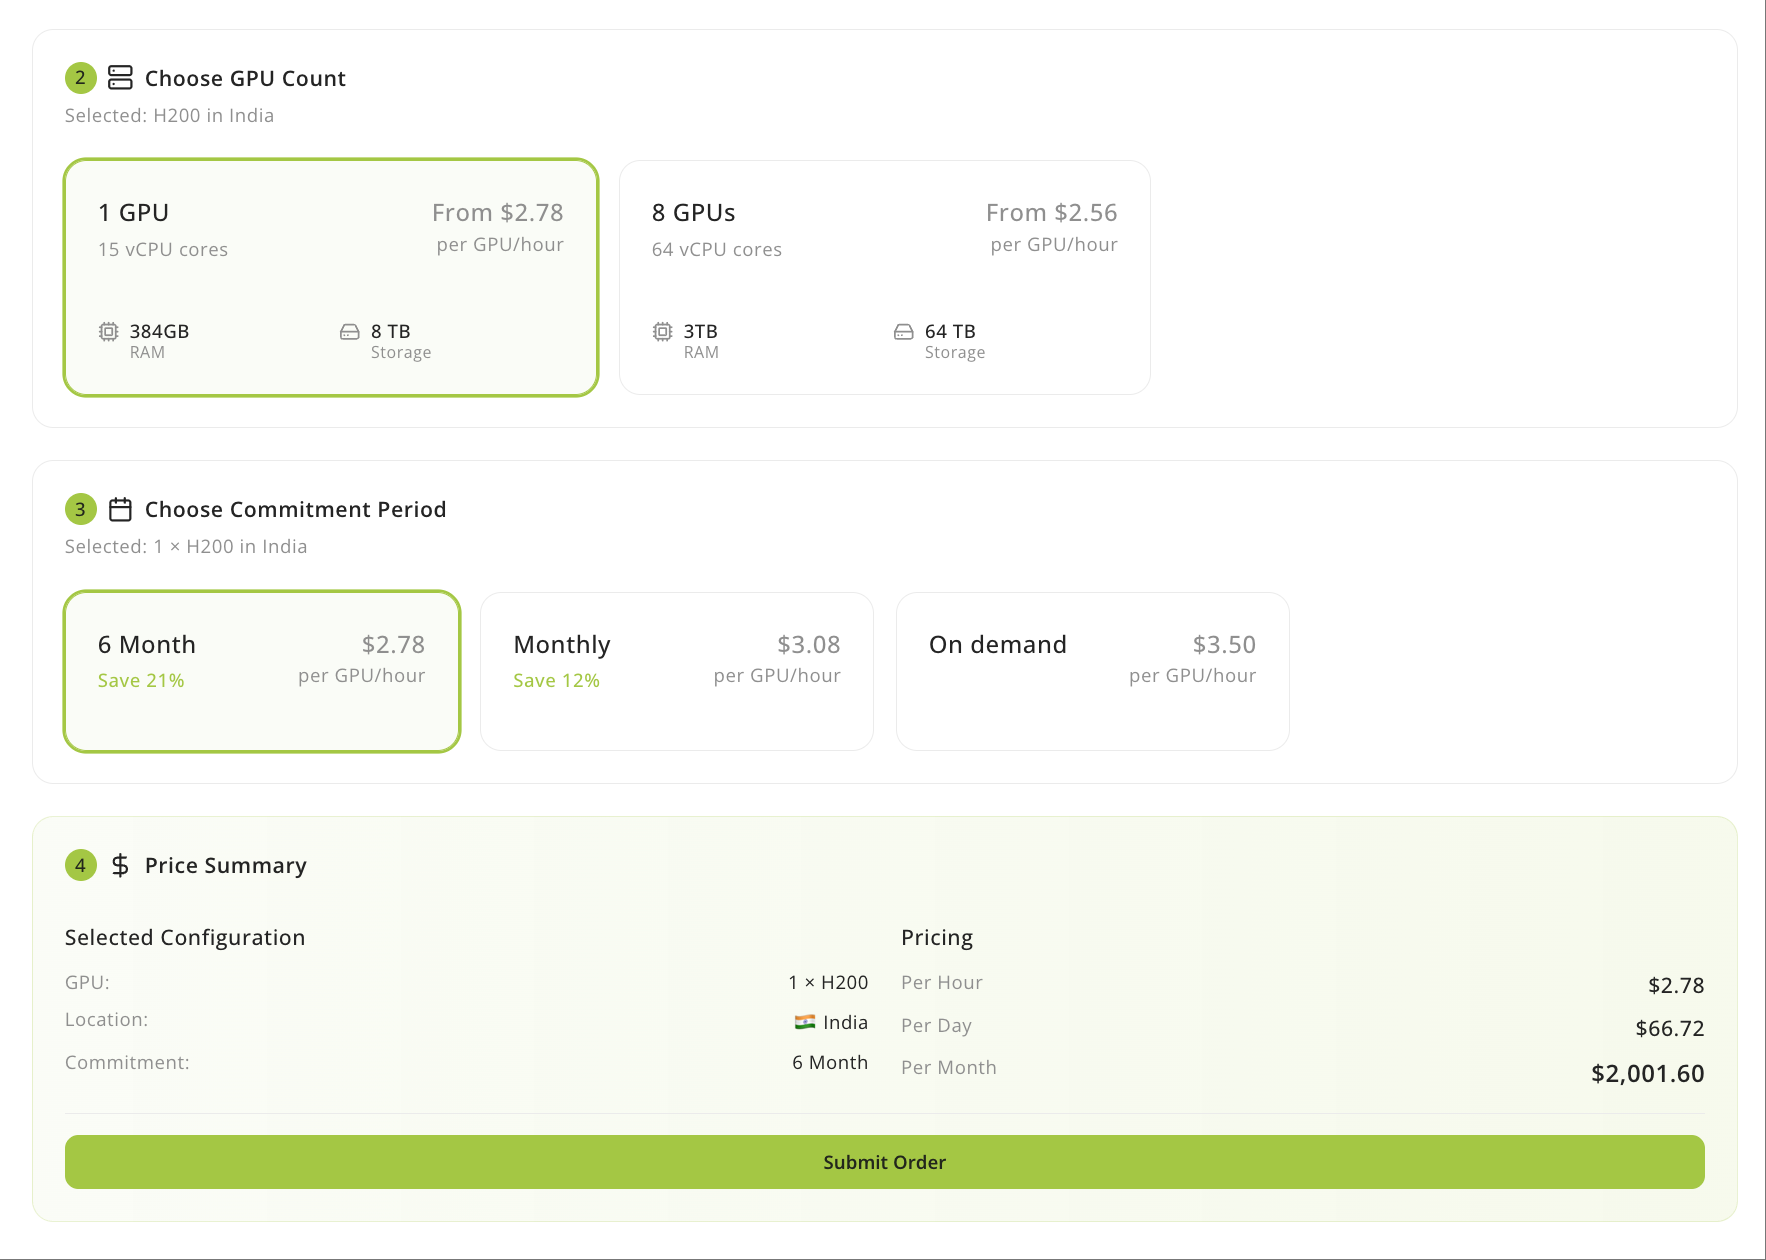 2 Choose GPU Count
Selected: H200 in India
1 GPU From $2.78
15 vCPU cores per GPU/hour
384GB 8 TB
RAM Storage
8 GPUs From $2.56
64 vCPU cores per GPU/hour
3TB 64 TB
RAM Storage
3 Choose Commitment Period
Selected: 1 × H200 in India
6 Month $2.78
Save 21% per GPU/hour
Monthly $3.08
Save 12% per GPU/hour
On demand $3.50
per GPU/hour
4 $ Price Summary
Selected Configuration
GPU: 1 × H200
Location: India
Commitment: 6 Month
Pricing
Per Hour $2.78
Per Day $66.72
Per Month $2,001.60
Submit Order